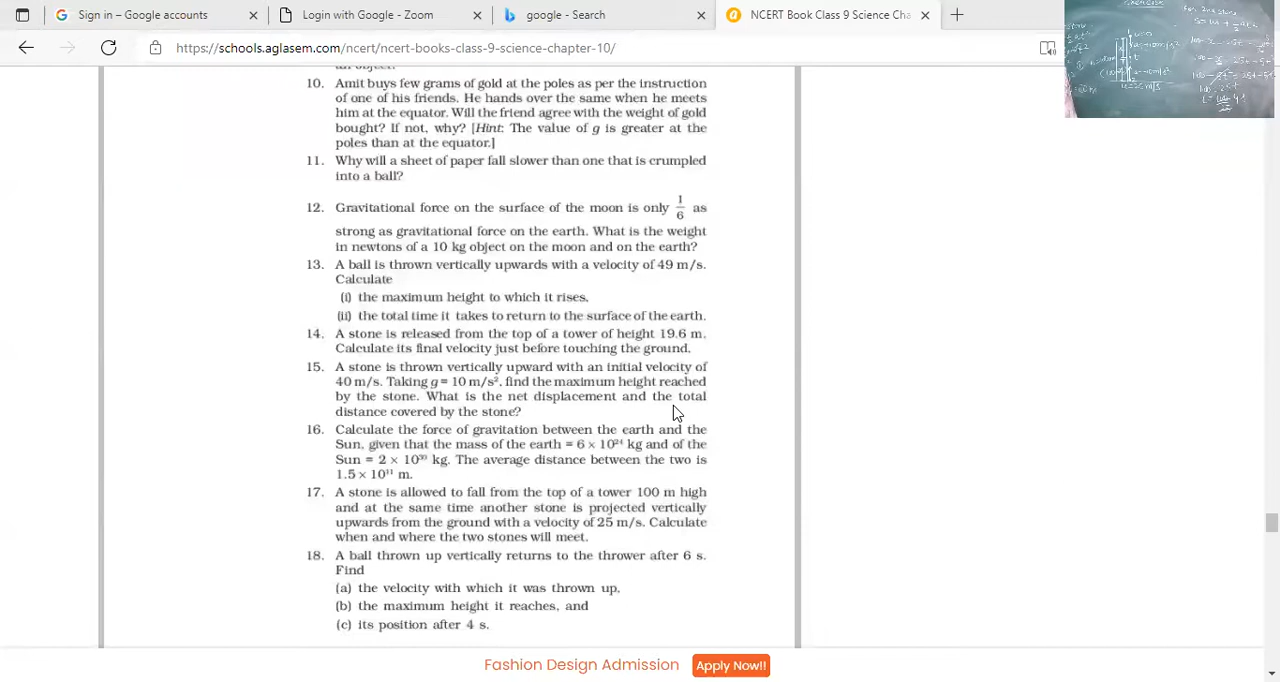 Sign in – Google accounts
Login with Google - Zoom
google - Search
NCERT Book Class 9 Science Cha
https://schools.aglasem.com/ncert/ncert-books-class-9-science-chapter-10/
an object.
10. Amit buys few grams of gold at the poles as per the instruction
of one of his friends. He hands over the same when he meets
him at the equator. Will the friend agree with the weight of gold
bought? If not, why? [Hint: The value of g is greater at the
poles than at the equator.]
11. Why will a sheet of paper fall slower than one that is crumpled
into a ball?
12. Gravitational force on the surface of the moon is only 1/6 as
strong as gravitational force on the earth. What is the weight
in newtons of a 10 kg object on the moon and on the earth?
13. A ball is thrown vertically upwards with a velocity of 49 m/s.
Calculate
(i) the maximum height to which it rises,
(ii) the total time it takes to return to the surface of the earth.
14. A stone is released from the top of a tower of height 19.6 m.
Calculate its final velocity just before touching the ground.
15. A stone is thrown vertically upward with an initial velocity of
40 m/s. Taking g = 10 m/s², find the maximum height reached
by the stone. What is the net displacement and the total
distance covered by the stone?
16. Calculate the force of gravitation between the earth and the
Sun, given that the mass of the earth = 6 × 10²⁴ kg and of the
Sun = 2 × 10³⁰ kg. The average distance between the two is
1.5 × 10¹¹ m.
17. A stone is allowed to fall from the top of a tower 100 m high
and at the same time another stone is projected vertically
upwards from the ground with a velocity of 25 m/s. Calculate
when and where the two stones will meet.
18. A ball thrown up vertically returns to the thrower after 6 s.
Find
(a) the velocity with which it was thrown up,
(b) the maximum height it reaches, and
(c) its position after 4 s.
Fashion Design Admission
Apply Now!!